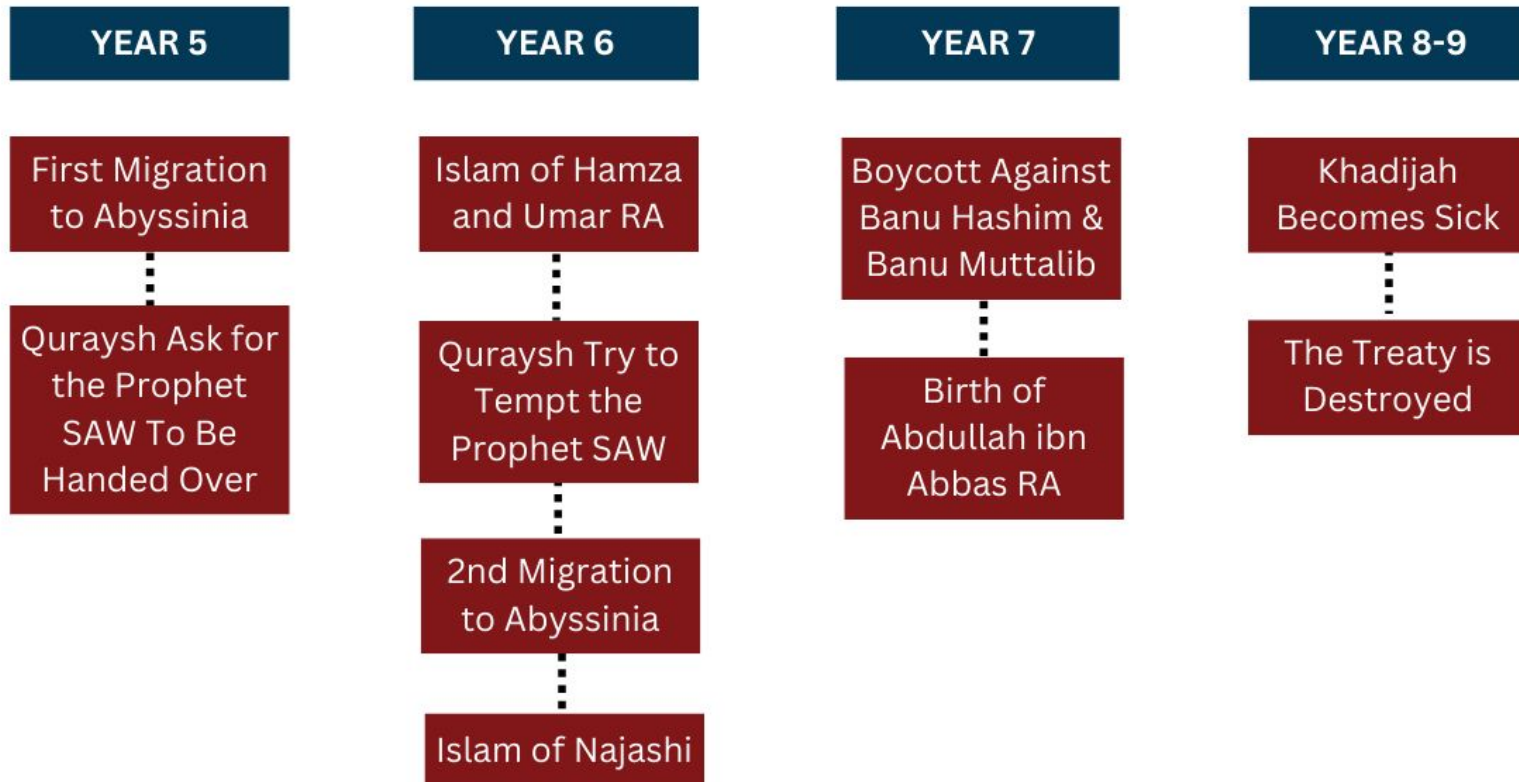 YEAR 5
First Migration
to Abyssinia
Quraysh Ask for
the Prophet
SAW To Be
Handed Over
YEAR 6
Islam of Hamza
and Umar RA
Quraysh Try to
Tempt the
Prophet SAW
2nd Migration
to Abyssinia
Islam of Najashi
YEAR 7
Boycott Against
Banu Hashim &
Banu Muttalib
Birth of
Abdullah ibn
Abbas RA
YEAR 8-9
Khadijah
Becomes Sick
The Treaty is
Destroyed